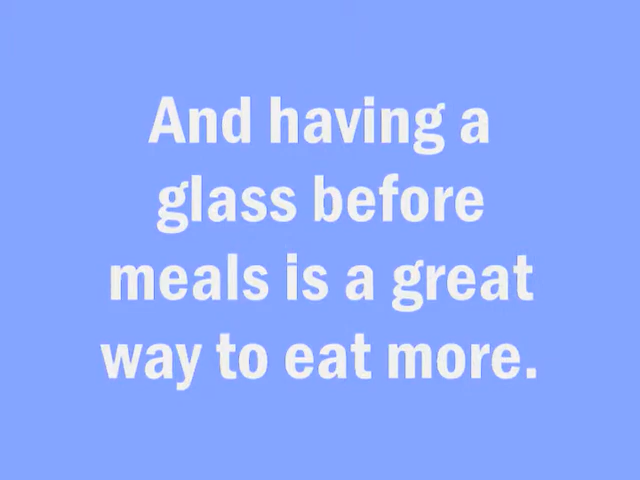 And having a
glass before
meals is a great
way to eat more.